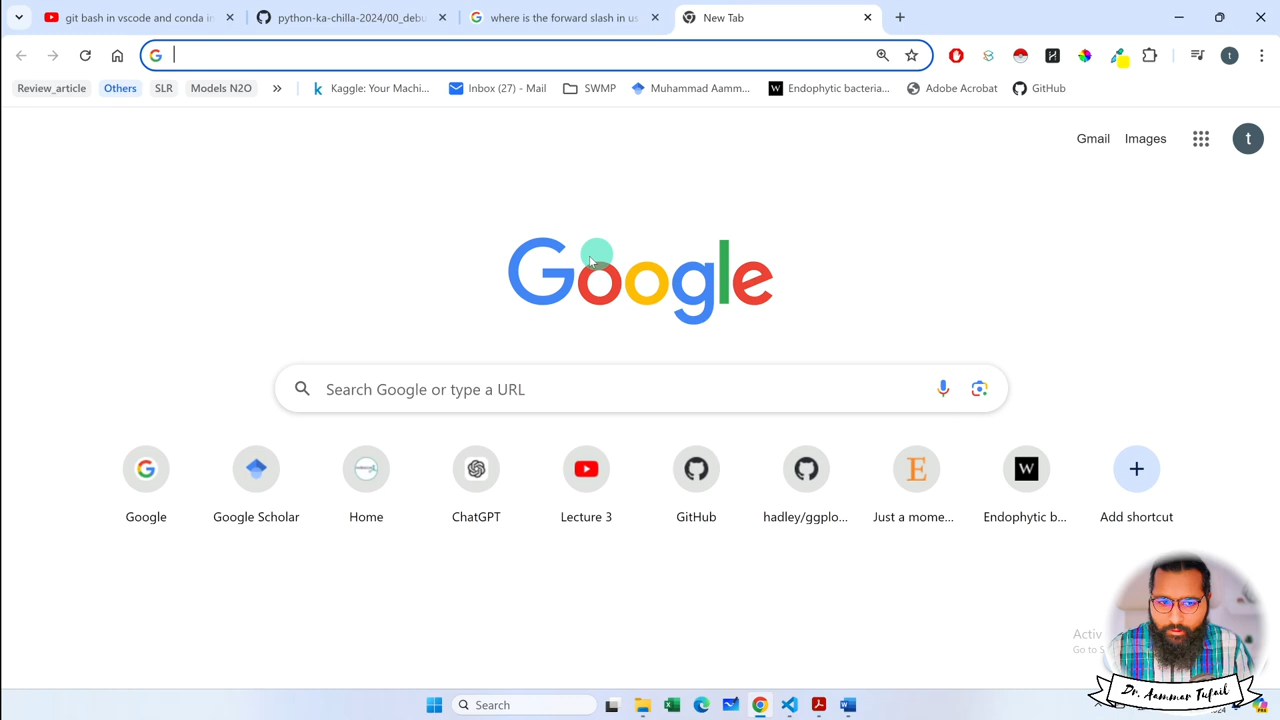 git bash in vscode and conda in
python-ka-chilla-2024/00_debu
where is the forward slash in us
New Tab
Review_article
Others
SLR
Models N2O
Kaggle: Your Machi...
Inbox (27) - Mail
SWMP
Muhammad Aamm...
W
Endophytic bacteria...
Adobe Acrobat
GitHub
Gmail
Images
t
Google
Search Google or type a URL
Google
Google Scholar
Home
ChatGPT
Lecture 3
GitHub
hadley/ggplo...
Just a mome...
Endophytic b...
Add shortcut
Activ
Go to S
Search
Dr. Aammar Tufail